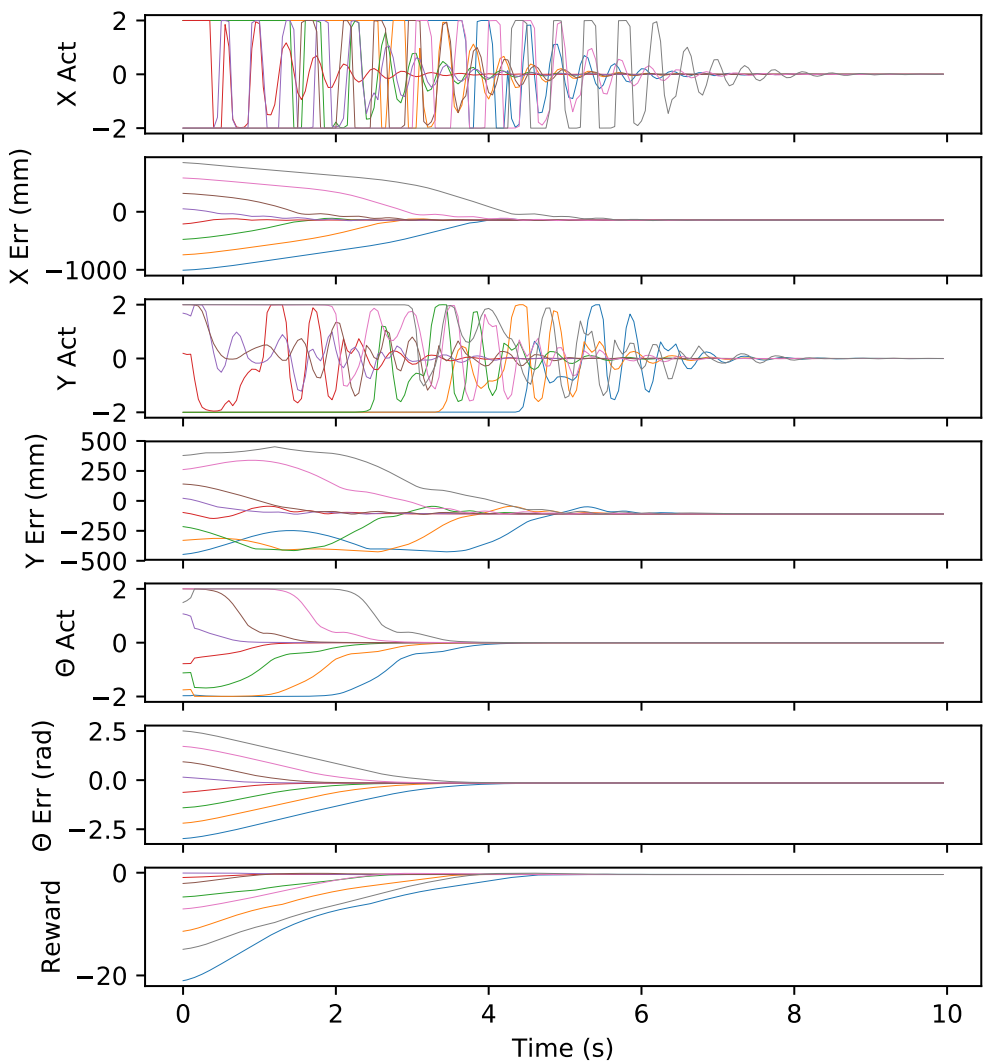 X Act
2
0
−2
X Err (mm)
0
−1000
Y Act
2
0
−2
Y Err (mm)
500
250
0
−250
−500
Θ Act
2
0
−2
Θ Err (rad)
2.5
0.0
−2.5
Reward
0
−20
0 2 4 6 8 10
Time (s)